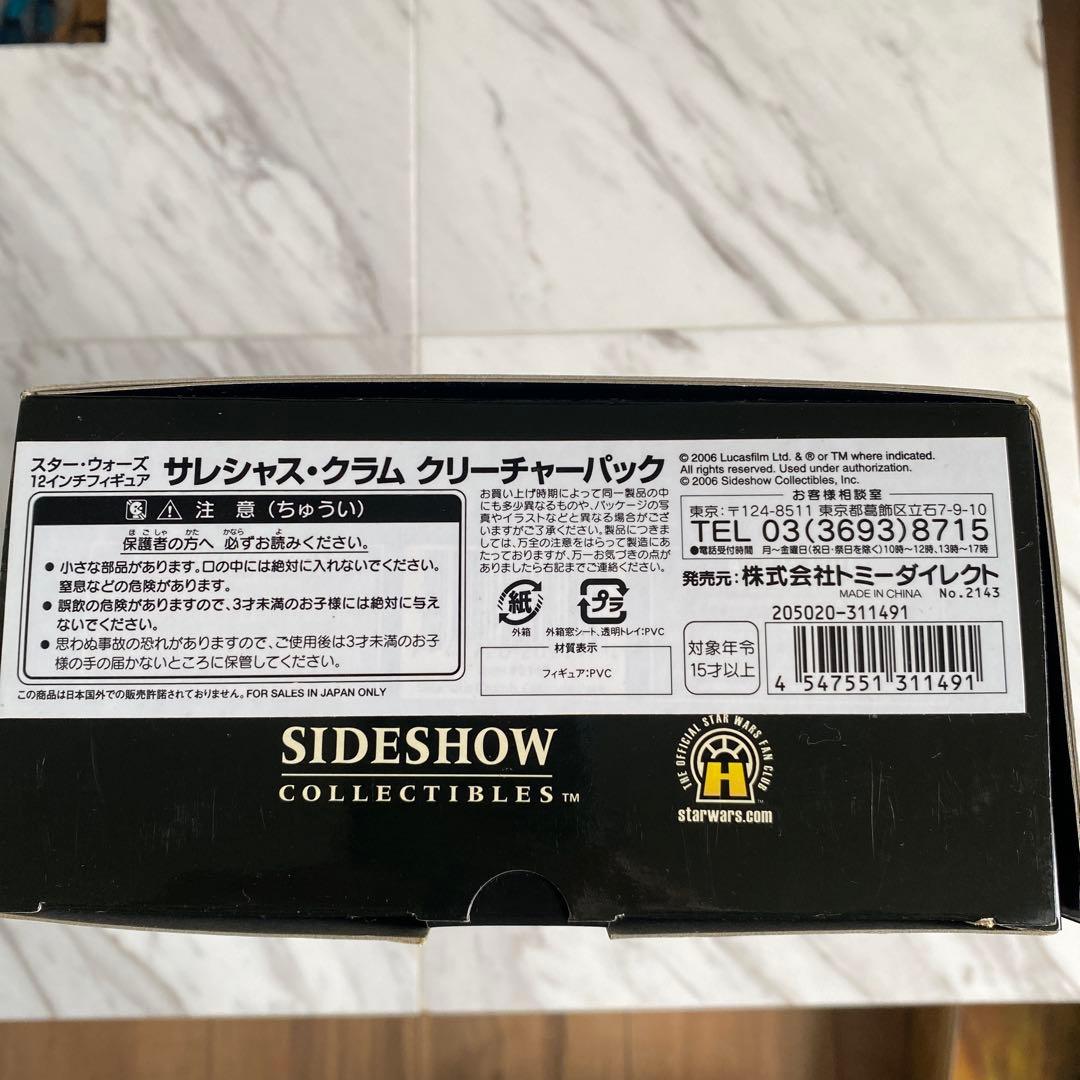 スター・ウォーズ
12インチフィギュア
サレシャス・クラム クリーチャーパック
注 意 (ちゅうい)
ほ ご しゃ かた かなら よ
保護者の方へ 必ずお読みください。
● 小さな部品があります。口の中には絶対に入れないでください。
窒息などの危険があります。
● 誤飲の危険がありますので、3才未満のお子様には絶対に与え
ないでください。
● 思わぬ事故の恐れがありますので、ご使用後は3才未満のお子
様の手の届かないところに保管してください。
この商品は日本国外での販売許諾されておりません。FOR SALES IN JAPAN ONLY
お買い上げ時期によって同一製品の中
にも多少異なるものや、パッケージの写
真やイラストなどと異なる場合がござ
いますがご了承ください。製品につきま
しては、万全の注意をはらって製造にあ
たっておりますが、万一お気づきの点が
ありましたら右記までご連絡ください。
紙
外箱
プラ
外箱窓シート、透明トレイ:PVC
材質表示
フィギュア:PVC
© 2006 Lucasfilm Ltd. & ® or TM where indicated.
All rights reserved. Used under authorization.
© 2006 Sideshow Collectibles, Inc.
お客様相談室
東京:〒124-8511 東京都葛飾区立石7-9-10
TEL 03(3693)8715
●電話受付時間 月〜金曜日(祝日・祭日を除く)10時〜12時、13時〜17時
発売元:株式会社トミーダイレクト
MADE IN CHINA No.2143
205020-311491
対象年令
15才以上
4 547551 311491
SIDESHOW
COLLECTIBLES TM
THE OFFICIAL STAR WARS FAN CLUB
H
TM
starwars.com